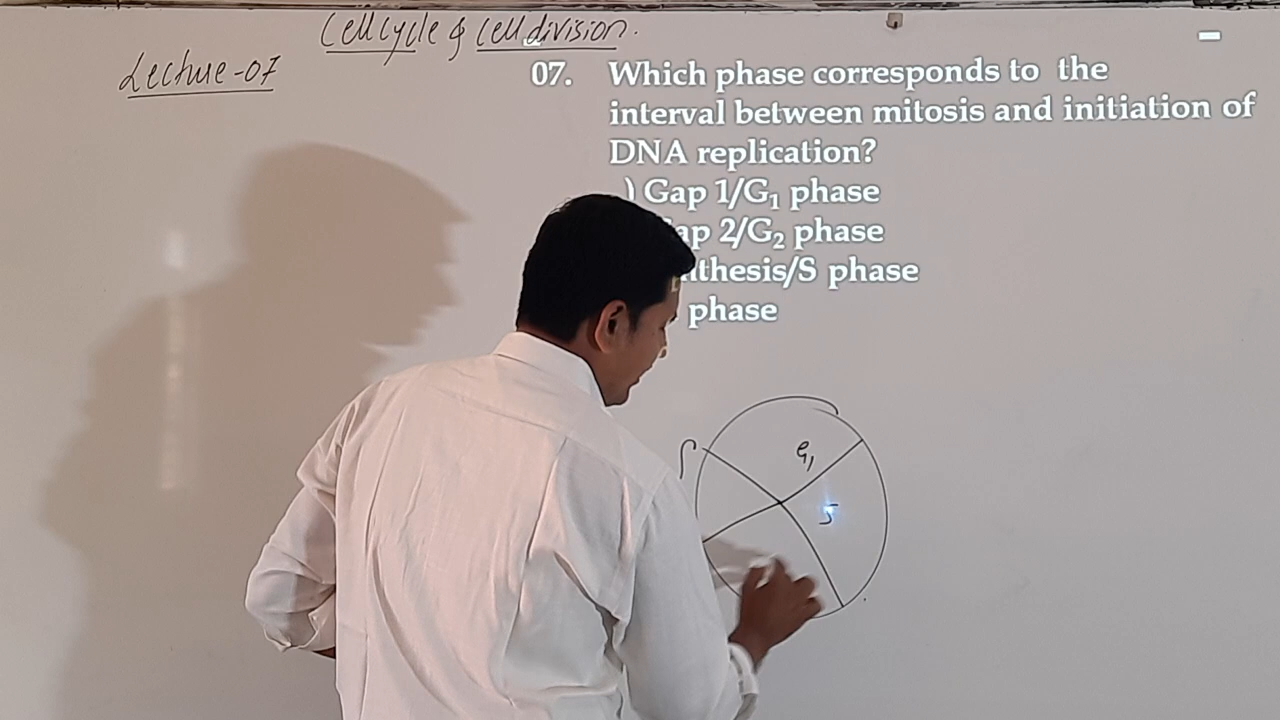 Cell cycle & cell division.
Lecture-07
07. Which phase corresponds to the
interval between mitosis and initiation of
DNA replication?
) Gap 1/G₁ phase
ap 2/G₂ phase
nthesis/S phase
phase
G₁
S